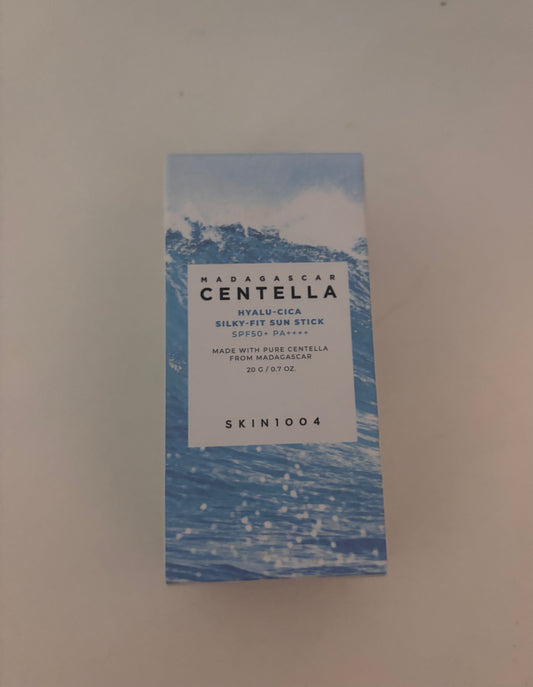 MADAGASCAR
CENTELLA
HYALU-CICA
SILKY-FIT SUN STICK
SPF50+ PA++++
MADE WITH PURE CENTELLA
FROM MADAGASCAR
20 G / 0.7 OZ.
SKIN1004